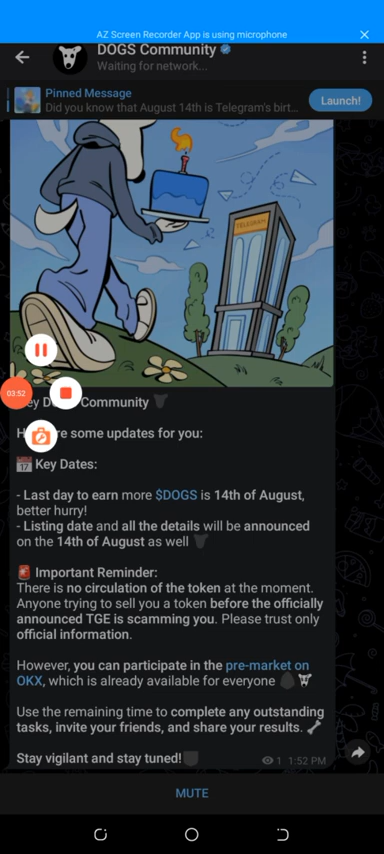 AZ Screen Recorder App is using microphone
DOGS Community
Waiting for network...
Pinned Message
Did you know that August 14th is Telegram's birt...
Launch!
TELEGRAM
Community
some updates for you:
Key Dates:
- Last day to earn more $DOGS is 14th of August,
better hurry!
- Listing date and all the details will be announced
on the 14th of August as well
Important Reminder:
There is no circulation of the token at the moment.
Anyone trying to sell you a token before the officially
announced TGE is scamming you. Please trust only
official information.
However, you can participate in the pre-market on
OKX, which is already available for everyone
Use the remaining time to complete any outstanding
tasks, invite your friends, and share your results.
Stay vigilant and stay tuned!
1 1:52 PM
03:52
MUTE